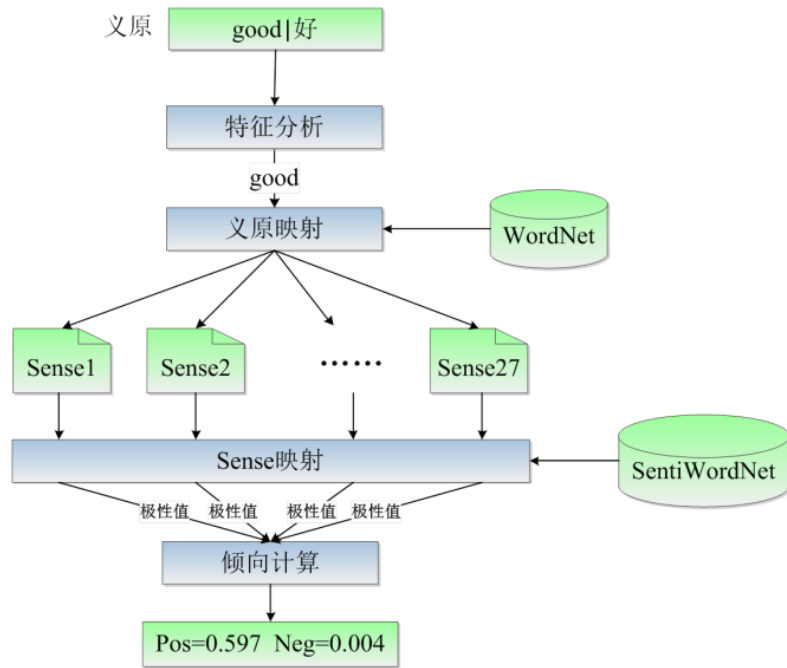 义原
good|好
特征分析
good
义原映射
WordNet
Sense1
Sense2
……
Sense27
Sense映射
SentiWordNet
极性值
极性值
极性值
极性值
倾向计算
Pos=0.597 Neg=0.004